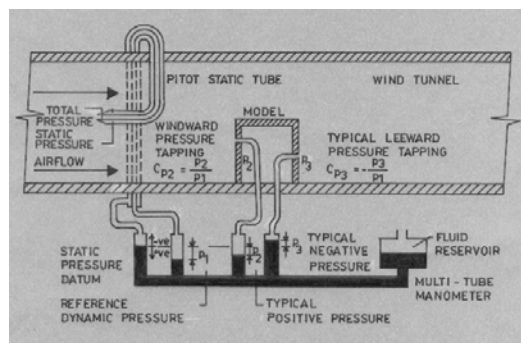 PITOT STATIC TUBE
WIND TUNNEL
TOTAL
PRESSURE
STATIC
PRESSURE
AIRFLOW
WINDWARD
PRESSURE
TAPPING
Cp2 = P2/P1
MODEL
P2
P3
TYPICAL LEEWARD
PRESSURE TAPPING
Cp3 = -P3/P1
STATIC
PRESSURE
DATUM
-ve
+ve
P1
P2
P3
TYPICAL
NEGATIVE
PRESSURE
FLUID
RESERVOIR
MULTI-TUBE
MANOMETER
REFERENCE
DYNAMIC PRESSURE
TYPICAL
POSITIVE PRESSURE